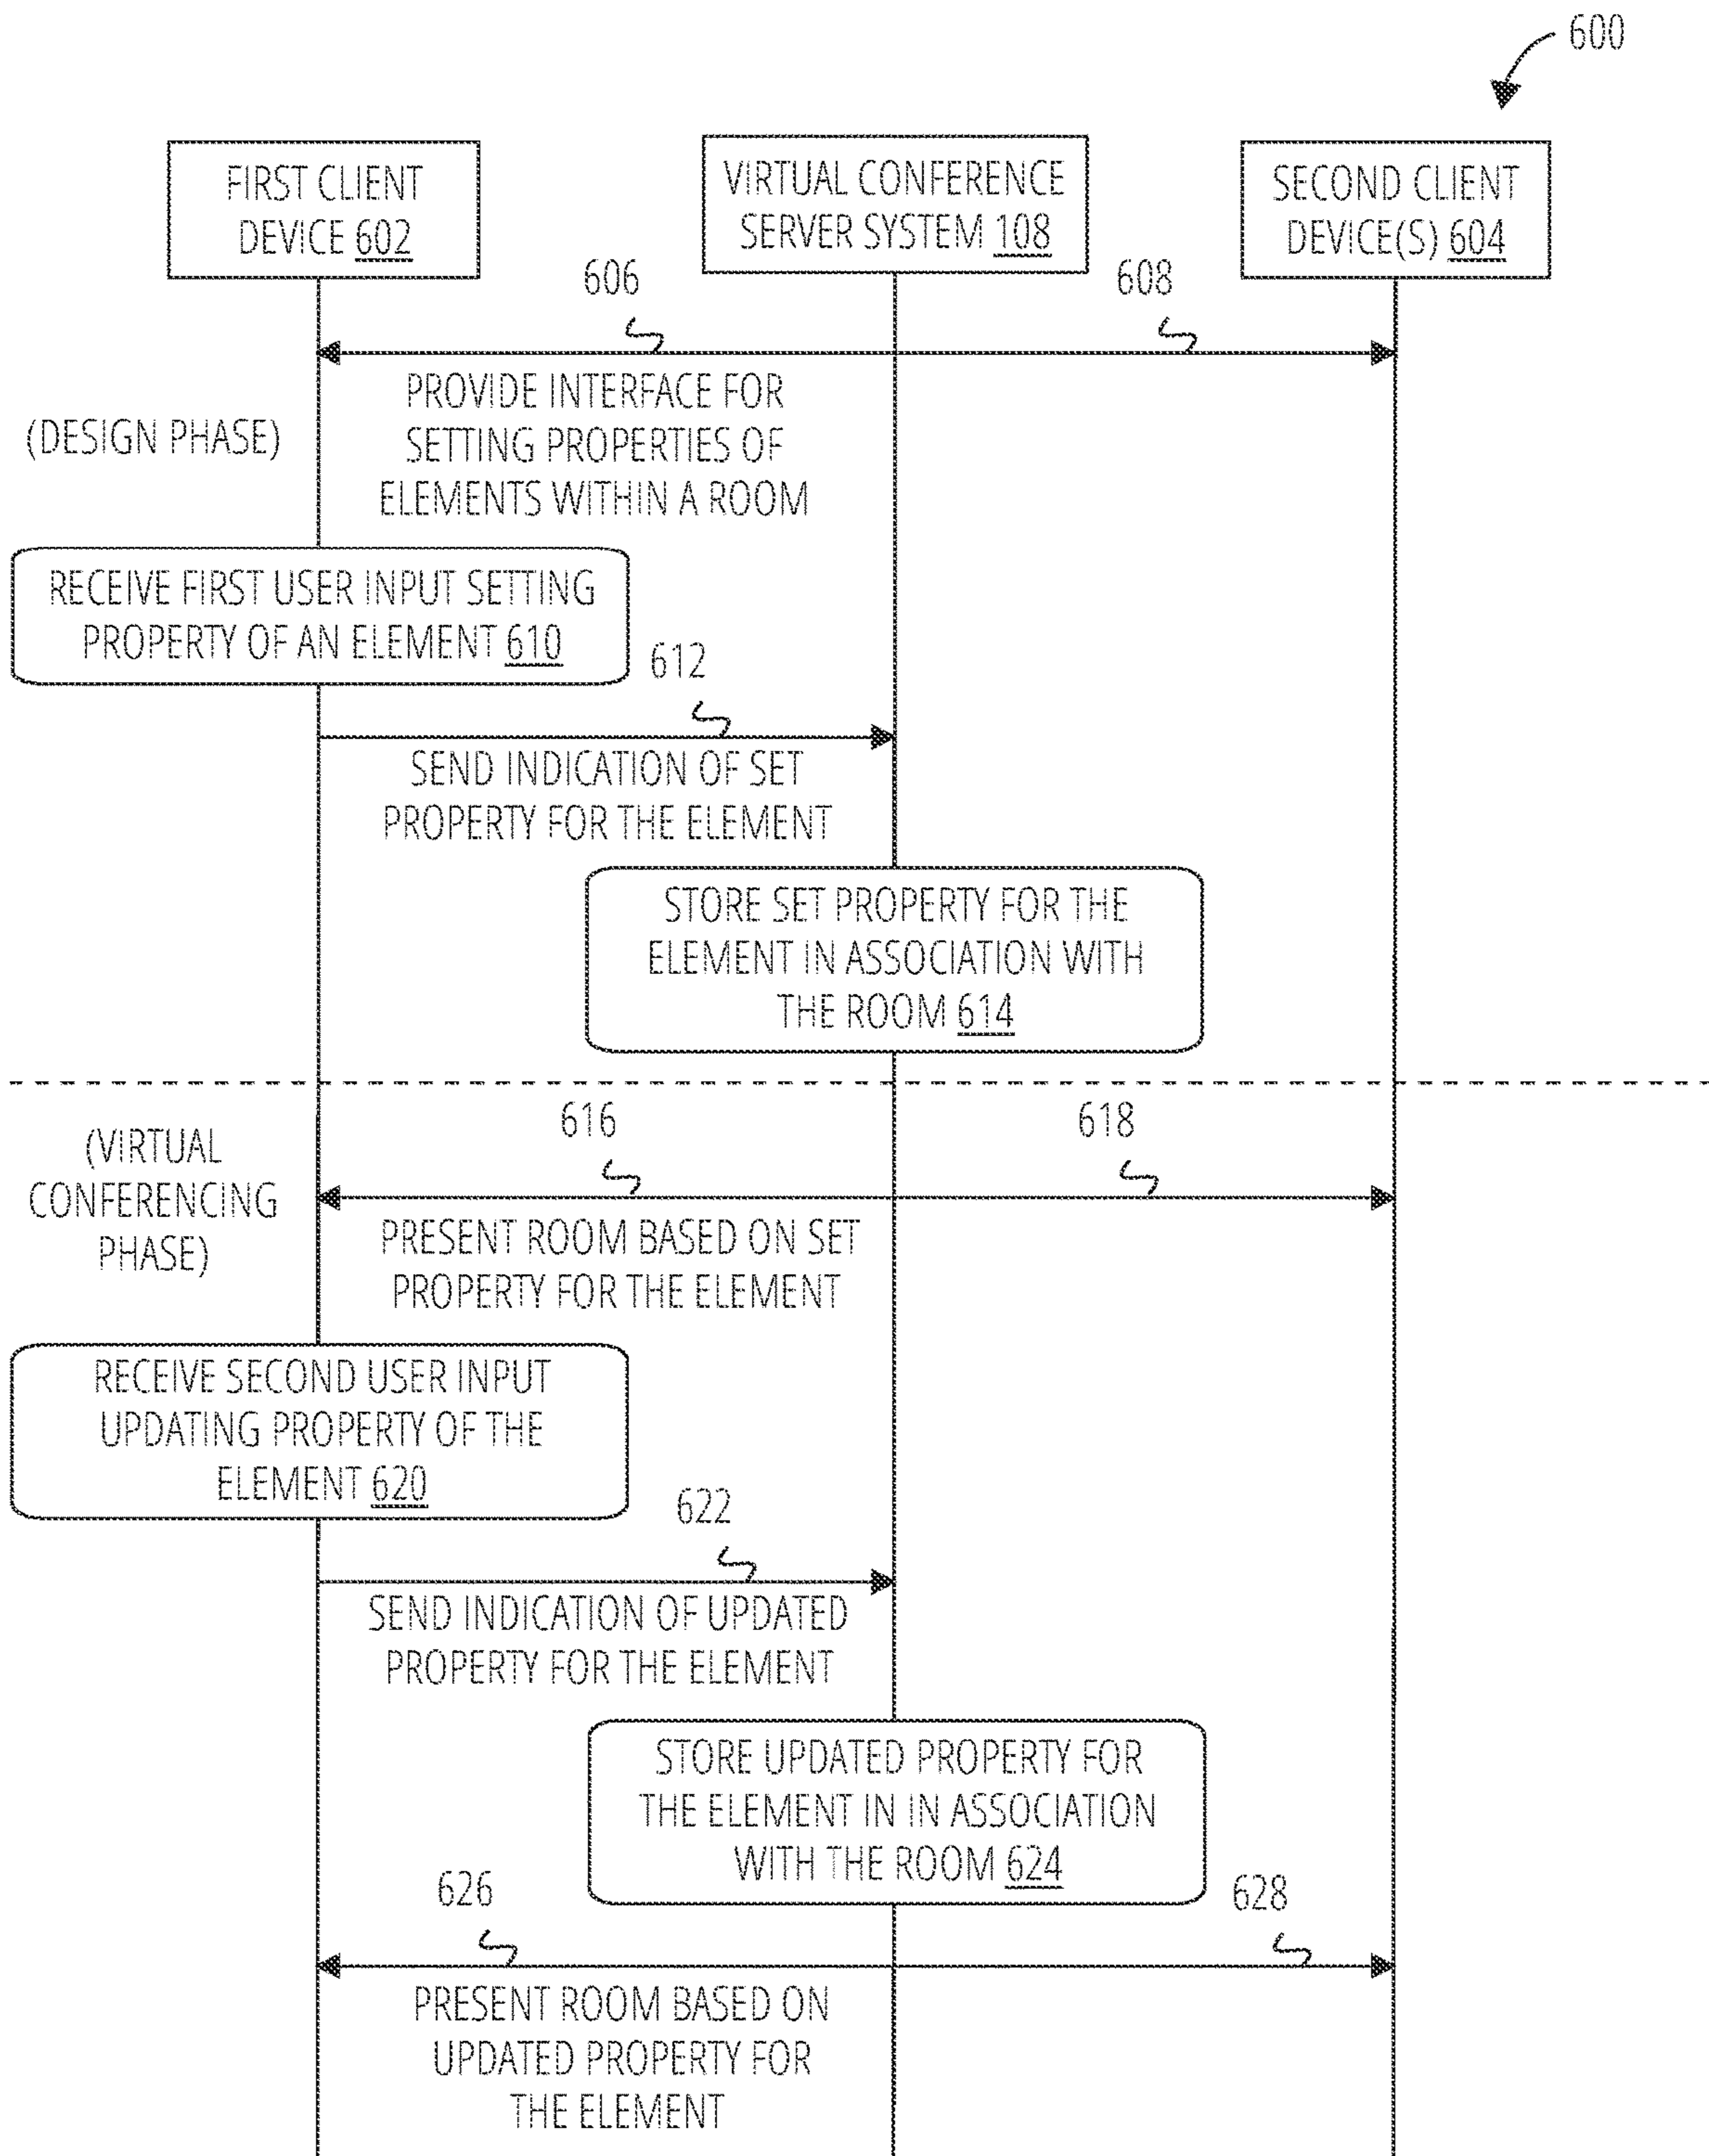 600
FIRST CLIENT
DEVICE 602
VIRTUAL CONFERENCE
SERVER SYSTEM 108
SECOND CLIENT
DEVICE(S) 604
606
608
PROVIDE INTERFACE FOR
SETTING PROPERTIES OF
ELEMENTS WITHIN A ROOM
(DESIGN PHASE)
RECEIVE FIRST USER INPUT SETTING
PROPERTY OF AN ELEMENT 610
612
SEND INDICATION OF SET
PROPERTY FOR THE ELEMENT
STORE SET PROPERTY FOR THE
ELEMENT IN ASSOCIATION WITH
THE ROOM 614
616
618
(VIRTUAL
CONFERENCING
PHASE)
PRESENT ROOM BASED ON SET
PROPERTY FOR THE ELEMENT
RECEIVE SECOND USER INPUT
UPDATING PROPERTY OF THE
ELEMENT 620
622
SEND INDICATION OF UPDATED
PROPERTY FOR THE ELEMENT
STORE UPDATED PROPERTY FOR
THE ELEMENT IN IN ASSOCIATION
WITH THE ROOM 624
626
628
PRESENT ROOM BASED ON
UPDATED PROPERTY FOR
THE ELEMENT